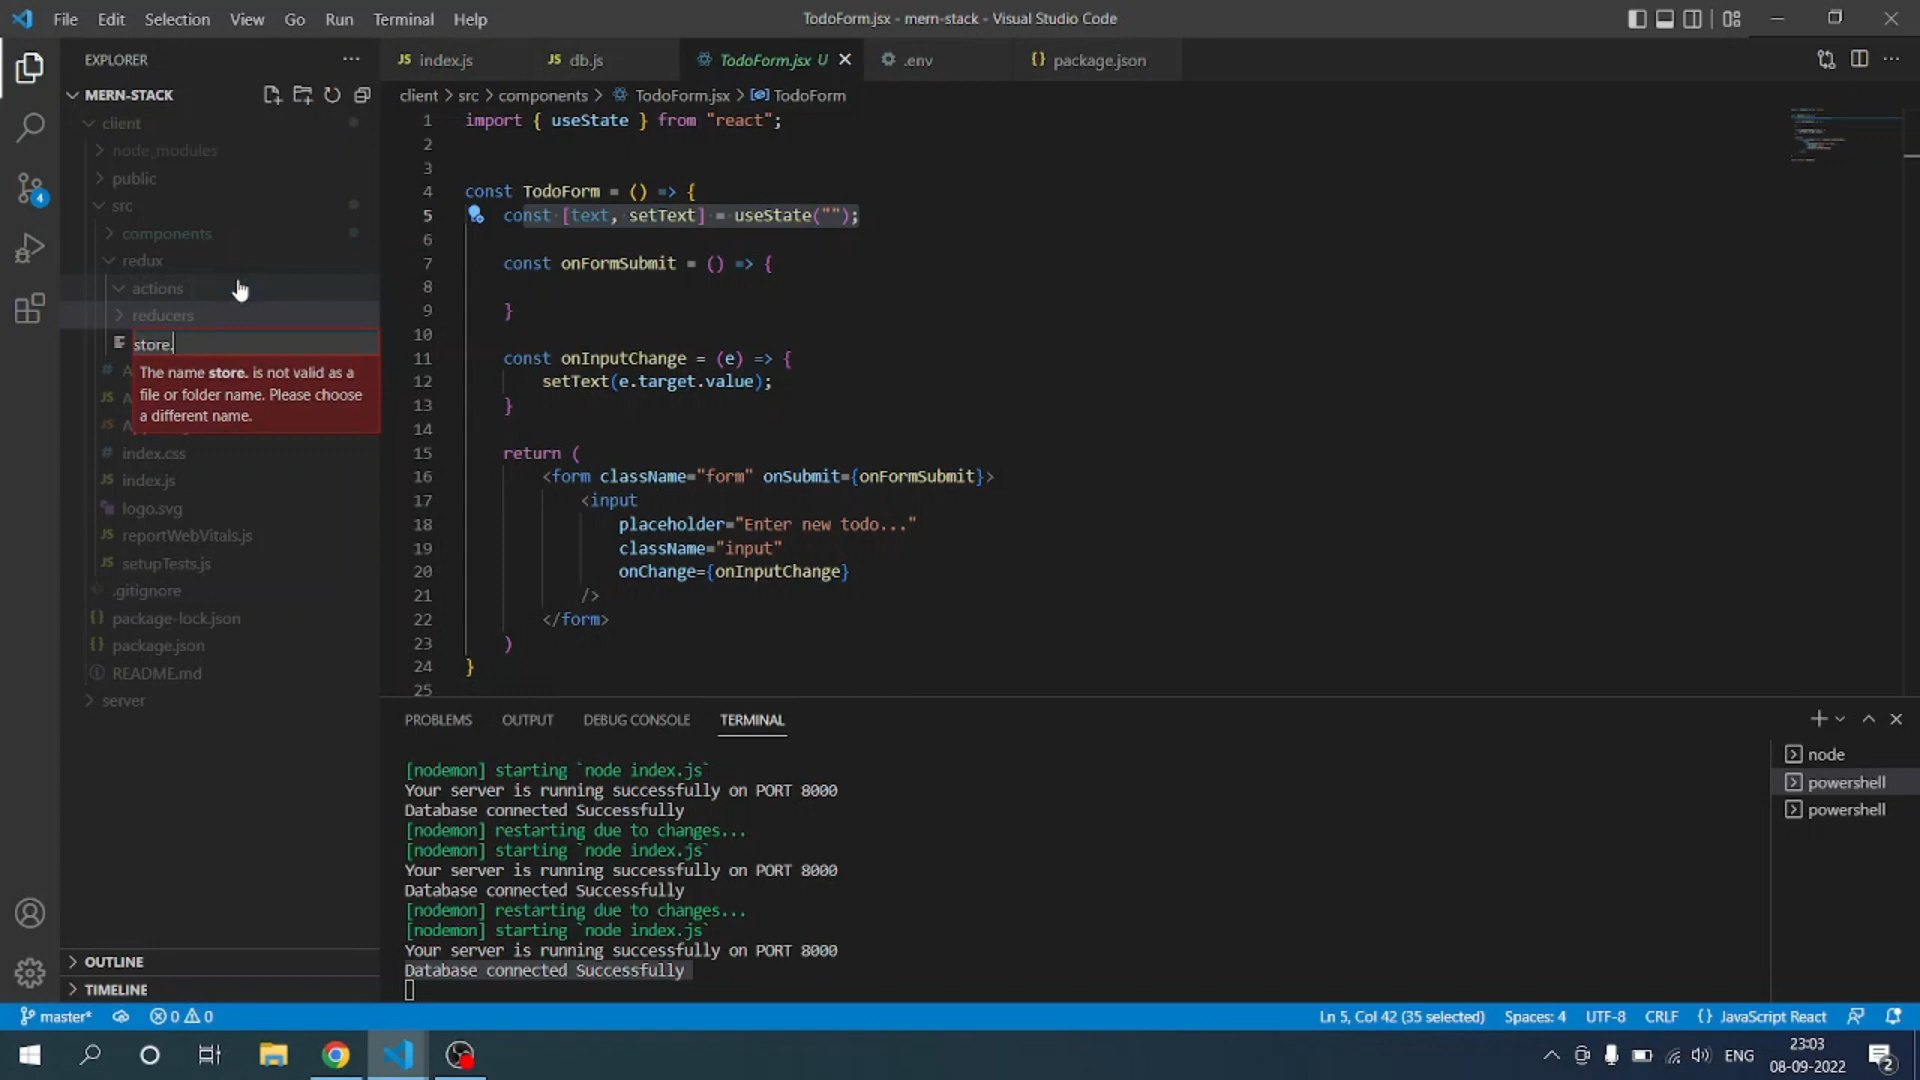 File Edit Selection View Go Run Terminal Help
TodoForm.jsx - mern-stack - Visual Studio Code
EXPLORER
MERN-STACK
client
node_modules
public
src
components
redux
actions
reducers
store.
The name store. is not valid as a
file or folder name. Please choose
a different name.
index.css
index.js
logo.svg
reportWebVitals.js
setupTests.js
.gitignore
package-lock.json
package.json
README.md
server
OUTLINE
TIMELINE
index.js
db.js
TodoForm.jsx U
.env
package.json
client > src > components > TodoForm.jsx > TodoForm
1 import { useState } from "react";
2
3
4 const TodoForm = () => {
5 const [text, setText] = useState("");
6
7 const onFormSubmit = () => {
8
9 }
10
11 const onInputChange = (e) => {
12 setText(e.target.value);
13 }
14
15 return (
16 <form className="form" onSubmit={onFormSubmit}>
17 <input
18 placeholder="Enter new todo..."
19 className="input"
20 onChange={onInputChange}
21 />
22 </form>
23 )
24 }
25
PROBLEMS OUTPUT DEBUG CONSOLE TERMINAL
[nodemon] starting `node index.js`
Your server is running successfully on PORT 8000
Database connected Successfully
[nodemon] restarting due to changes...
[nodemon] starting `node index.js`
Your server is running successfully on PORT 8000
Database connected Successfully
[nodemon] restarting due to changes...
[nodemon] starting `node index.js`
Your server is running successfully on PORT 8000
Database connected Successfully
node
powershell
powershell
master* 0 0
Ln 5, Col 42 (35 selected) Spaces: 4 UTF-8 CRLF {} JavaScript React
ENG
23:03
08-09-2022
2
4